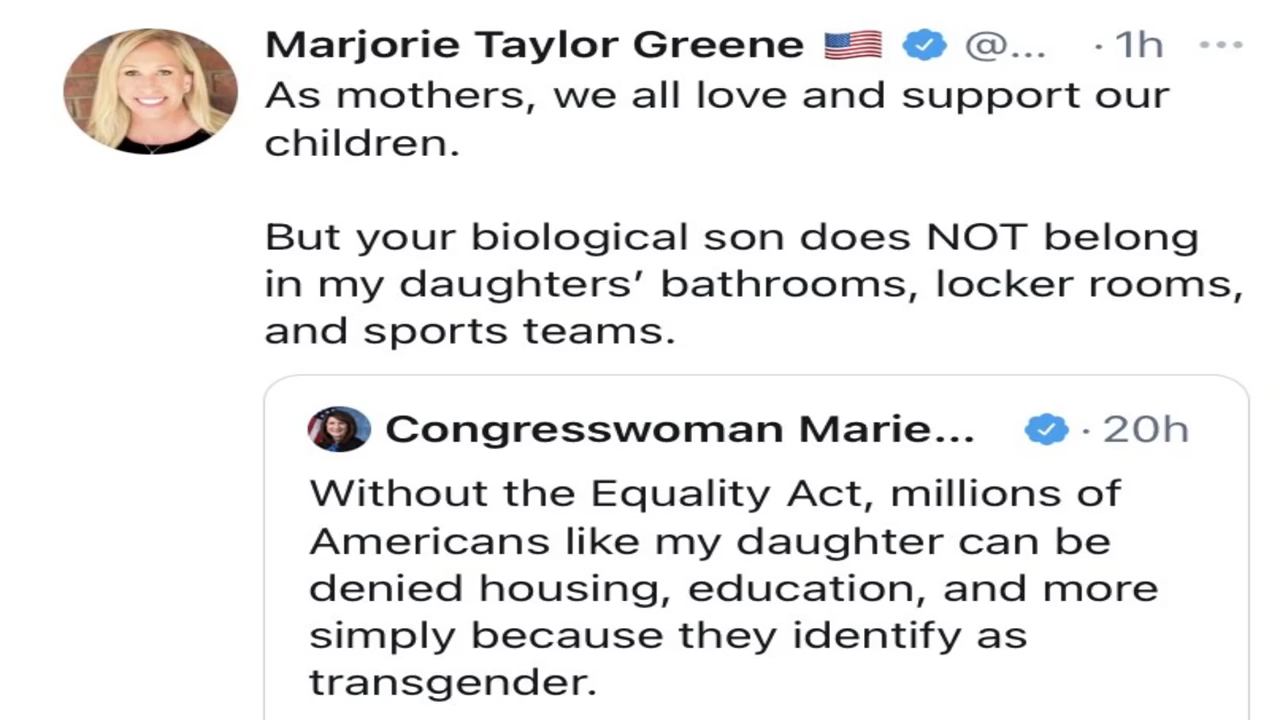 Marjorie Taylor Greene 🇺🇸 @... · 1h
As mothers, we all love and support our
children.
But your biological son does NOT belong
in my daughters’ bathrooms, locker rooms,
and sports teams.
Congresswoman Marie... · 20h
Without the Equality Act, millions of
Americans like my daughter can be
denied housing, education, and more
simply because they identify as
transgender.